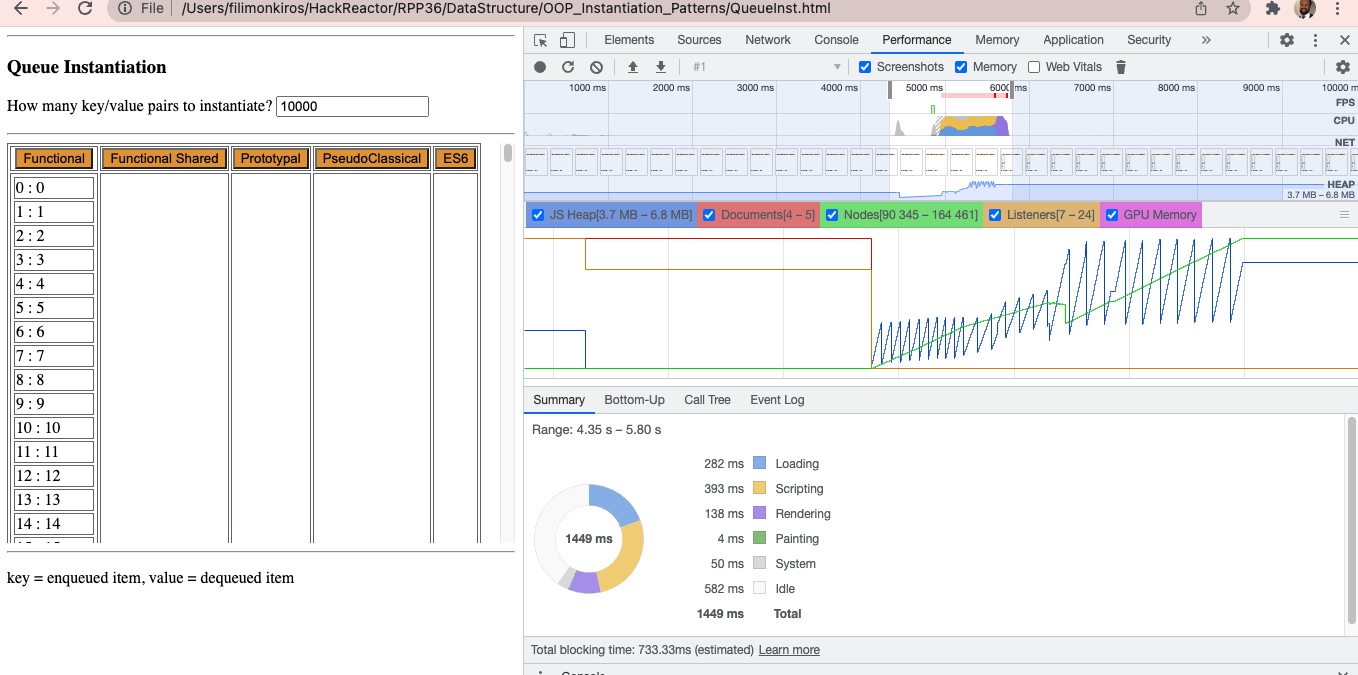 File /Users/filimonkiros/HackReactor/RPP36/DataStructure/OOP_Instantiation_Patterns/QueueInst.html
Queue Instantiation
How many key/value pairs to instantiate? 10000
Functional Functional Shared Prototypal PseudoClassical ES6
0 : 0
1 : 1
2 : 2
3 : 3
4 : 4
5 : 5
6 : 6
7 : 7
8 : 8
9 : 9
10 : 10
11 : 11
12 : 12
13 : 13
14 : 14
key = enqueued item, value = dequeued item
Elements Sources Network Console Performance Memory Application Security »
#1 Screenshots Memory Web Vitals
1000 ms 2000 ms 3000 ms 4000 ms 5000 ms 6000 ms 7000 ms 8000 ms 9000 ms 10000 m
FPS
CPU
NET
HEAP
3.7 MB – 6.8 MB
JS Heap[3.7 MB – 6.8 MB] Documents[4 – 5] Nodes[90 345 – 164 461] Listeners[7 – 24] GPU Memory
Summary Bottom-Up Call Tree Event Log
Range: 4.35 s – 5.80 s
1449 ms
282 ms Loading
393 ms Scripting
138 ms Rendering
4 ms Painting
50 ms System
582 ms Idle
1449 ms Total
Total blocking time: 733.33ms (estimated) Learn more
Console